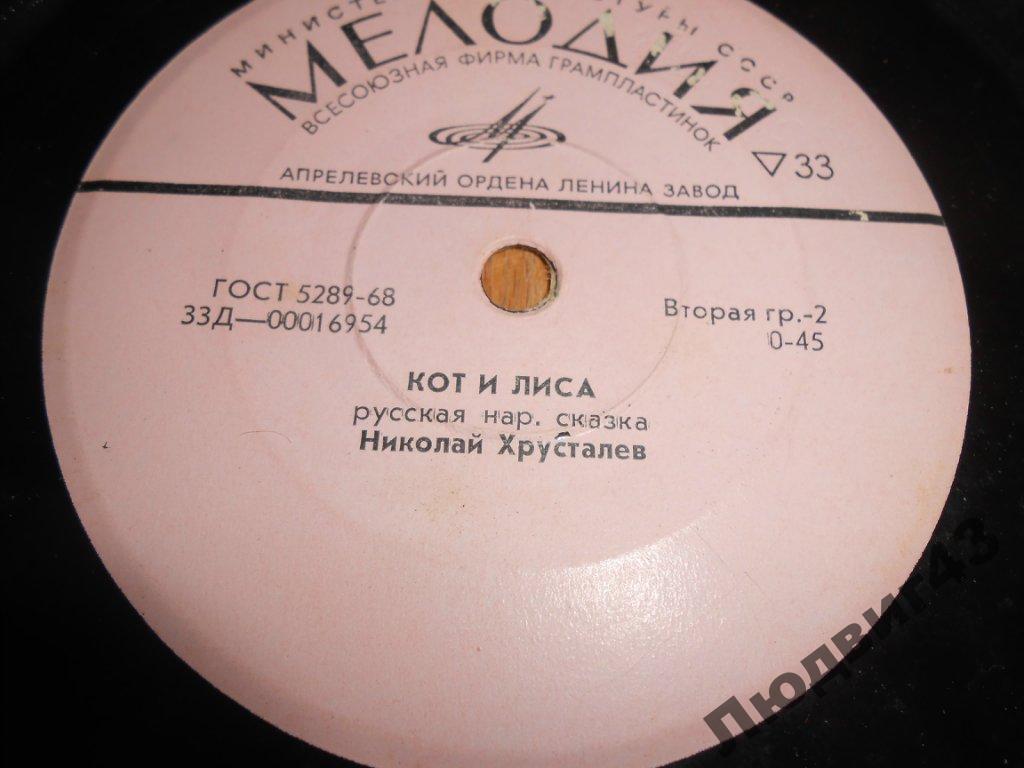 СССР
МЕЛОДИЯ
ВСЕСОЮЗНАЯ ФИРМА ГРАМПЛАСТИНОК
▽33
АПРЕЛЕВСКИЙ ОРДЕНА ЛЕНИНА ЗАВОД
ГОСТ 5289-68
33Д—00016954
Вторая гр.-2
0-45
КОТ И ЛИСА
русская нар. сказка
Николай Хрусталев
Людвиг43